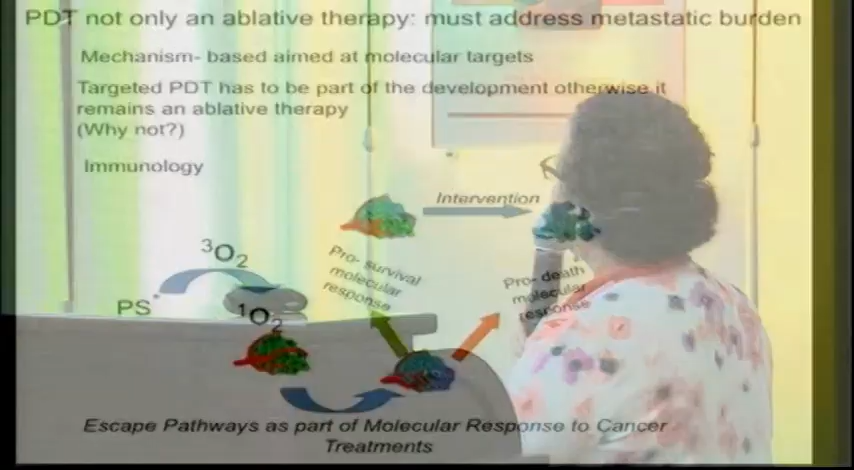 PDT not only an ablative therapy: must address metastatic burden
Mechanism- based aimed at molecular targets
Targeted PDT has to be part of the development otherwise it
remains an ablative therapy
(Why not?)
Immunology
Intervention
³O₂
PS*
¹O₂
Pro- survival
molecular
response
Pro- death
molecular
response
Escape Pathways as part of Molecular Response to Cancer
Treatments